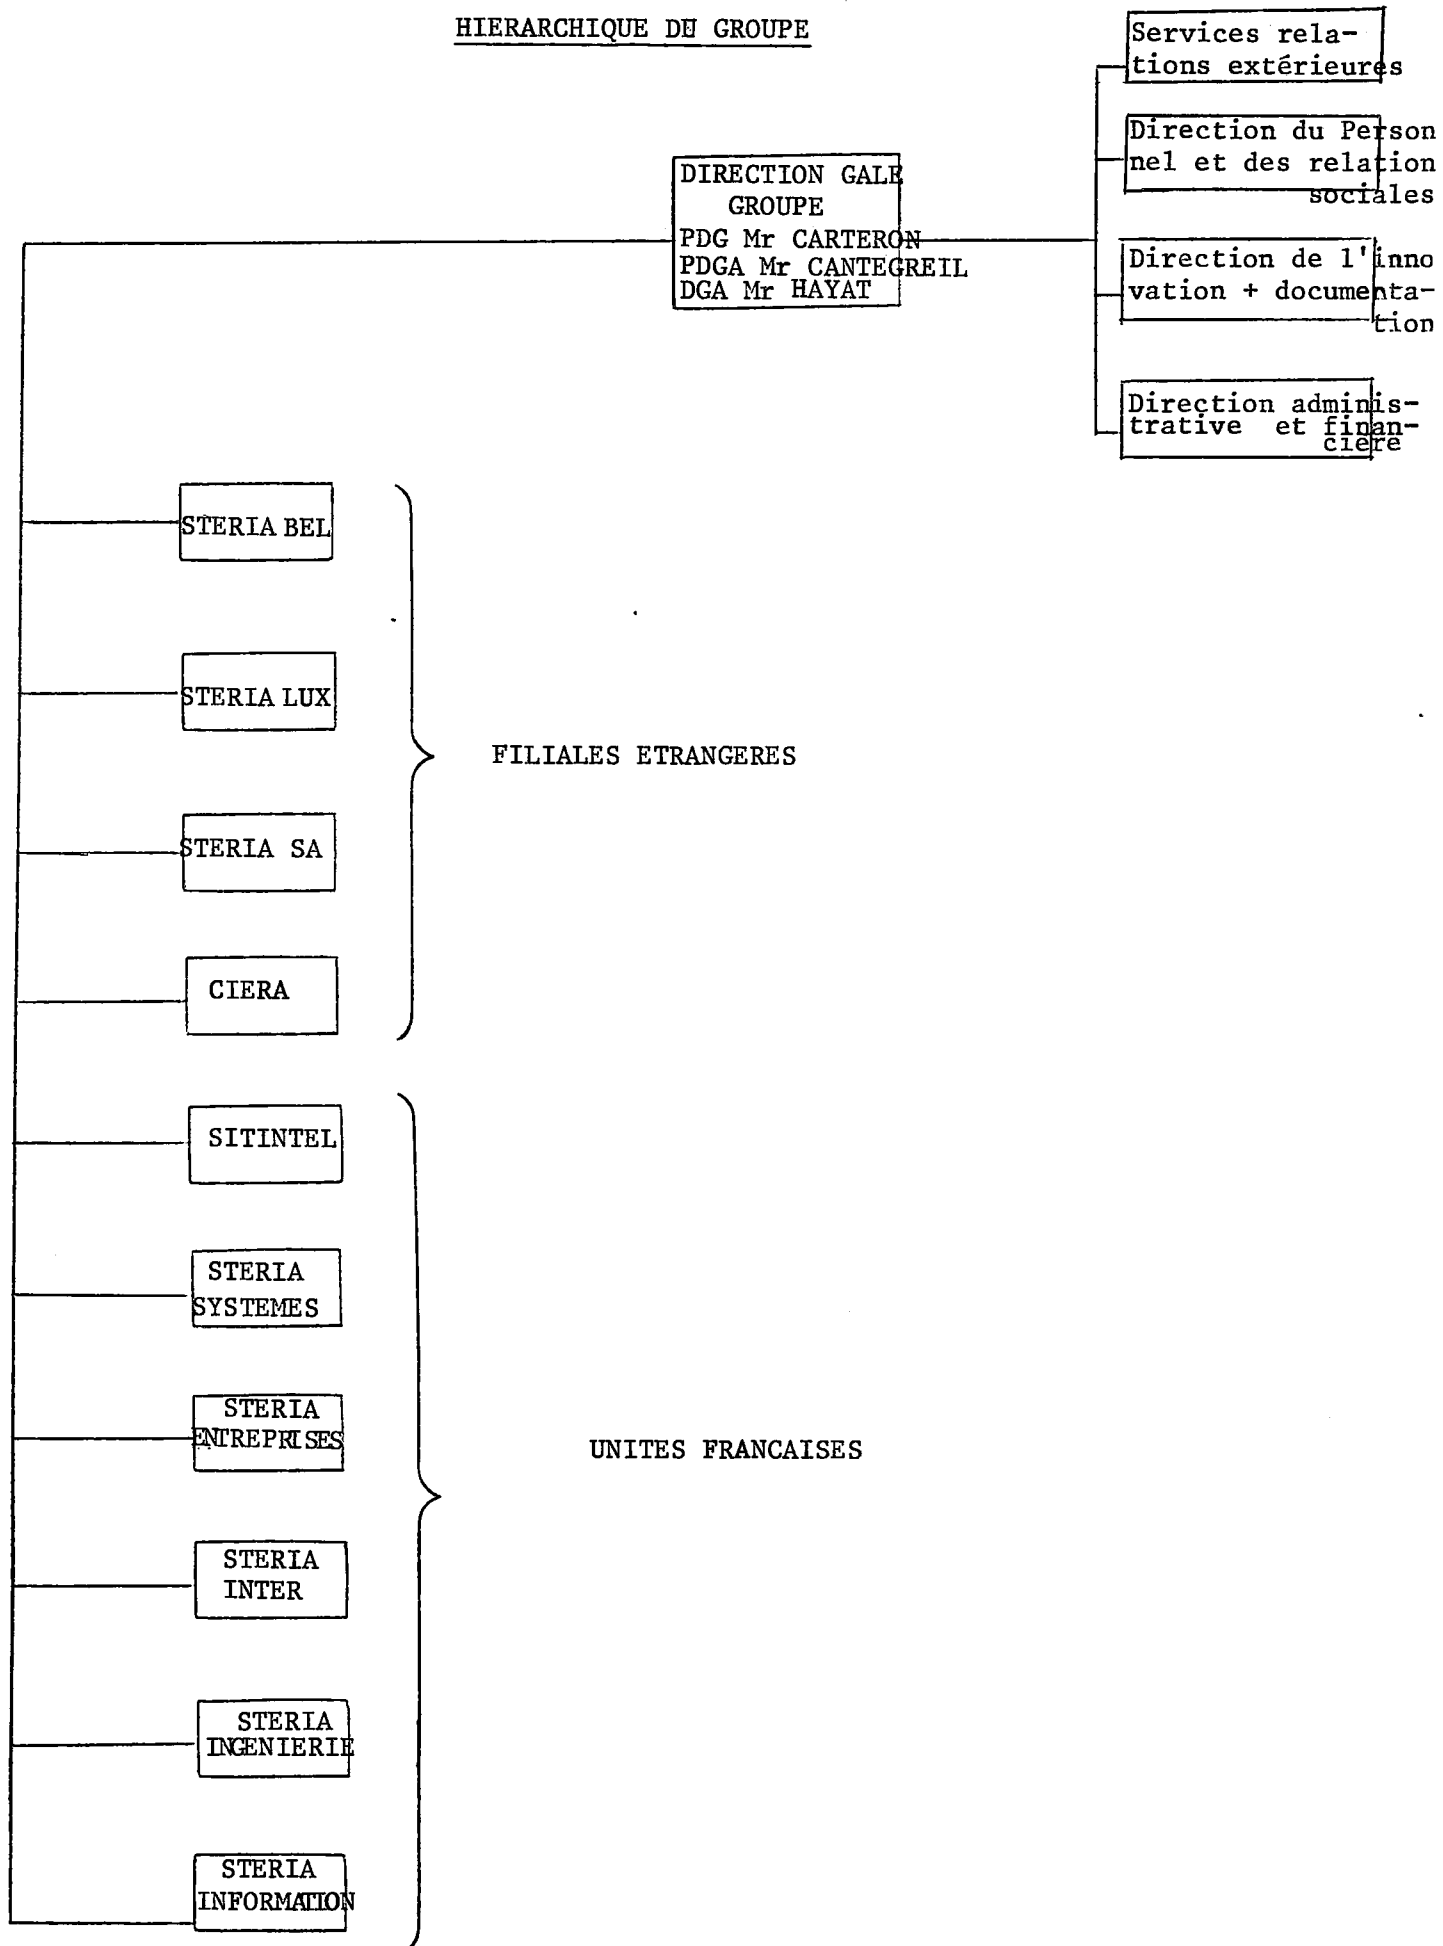 HIERARCHIQUE DU GROUPE
Services rela-
tions extérieures
Direction du Person
nel et des relation
sociales
DIRECTION GALE
GROUPE
PDG Mr CARTERON
PDGA Mr CANTEGREIL
DGA Mr HAYAT
Direction de l'inno
vation + documenta-
tion
Direction adminis-
trative et finan-
cière
STERIA BEL
STERIA LUX
FILIALES ETRANGERES
STERIA SA
CIERA
SITINTEL
STERIA
SYSTEMES
STERIA
ENTREPRISES
UNITES FRANCAISES
STERIA
INTER
STERIA
INGENIERIE
STERIA
INFORMATION